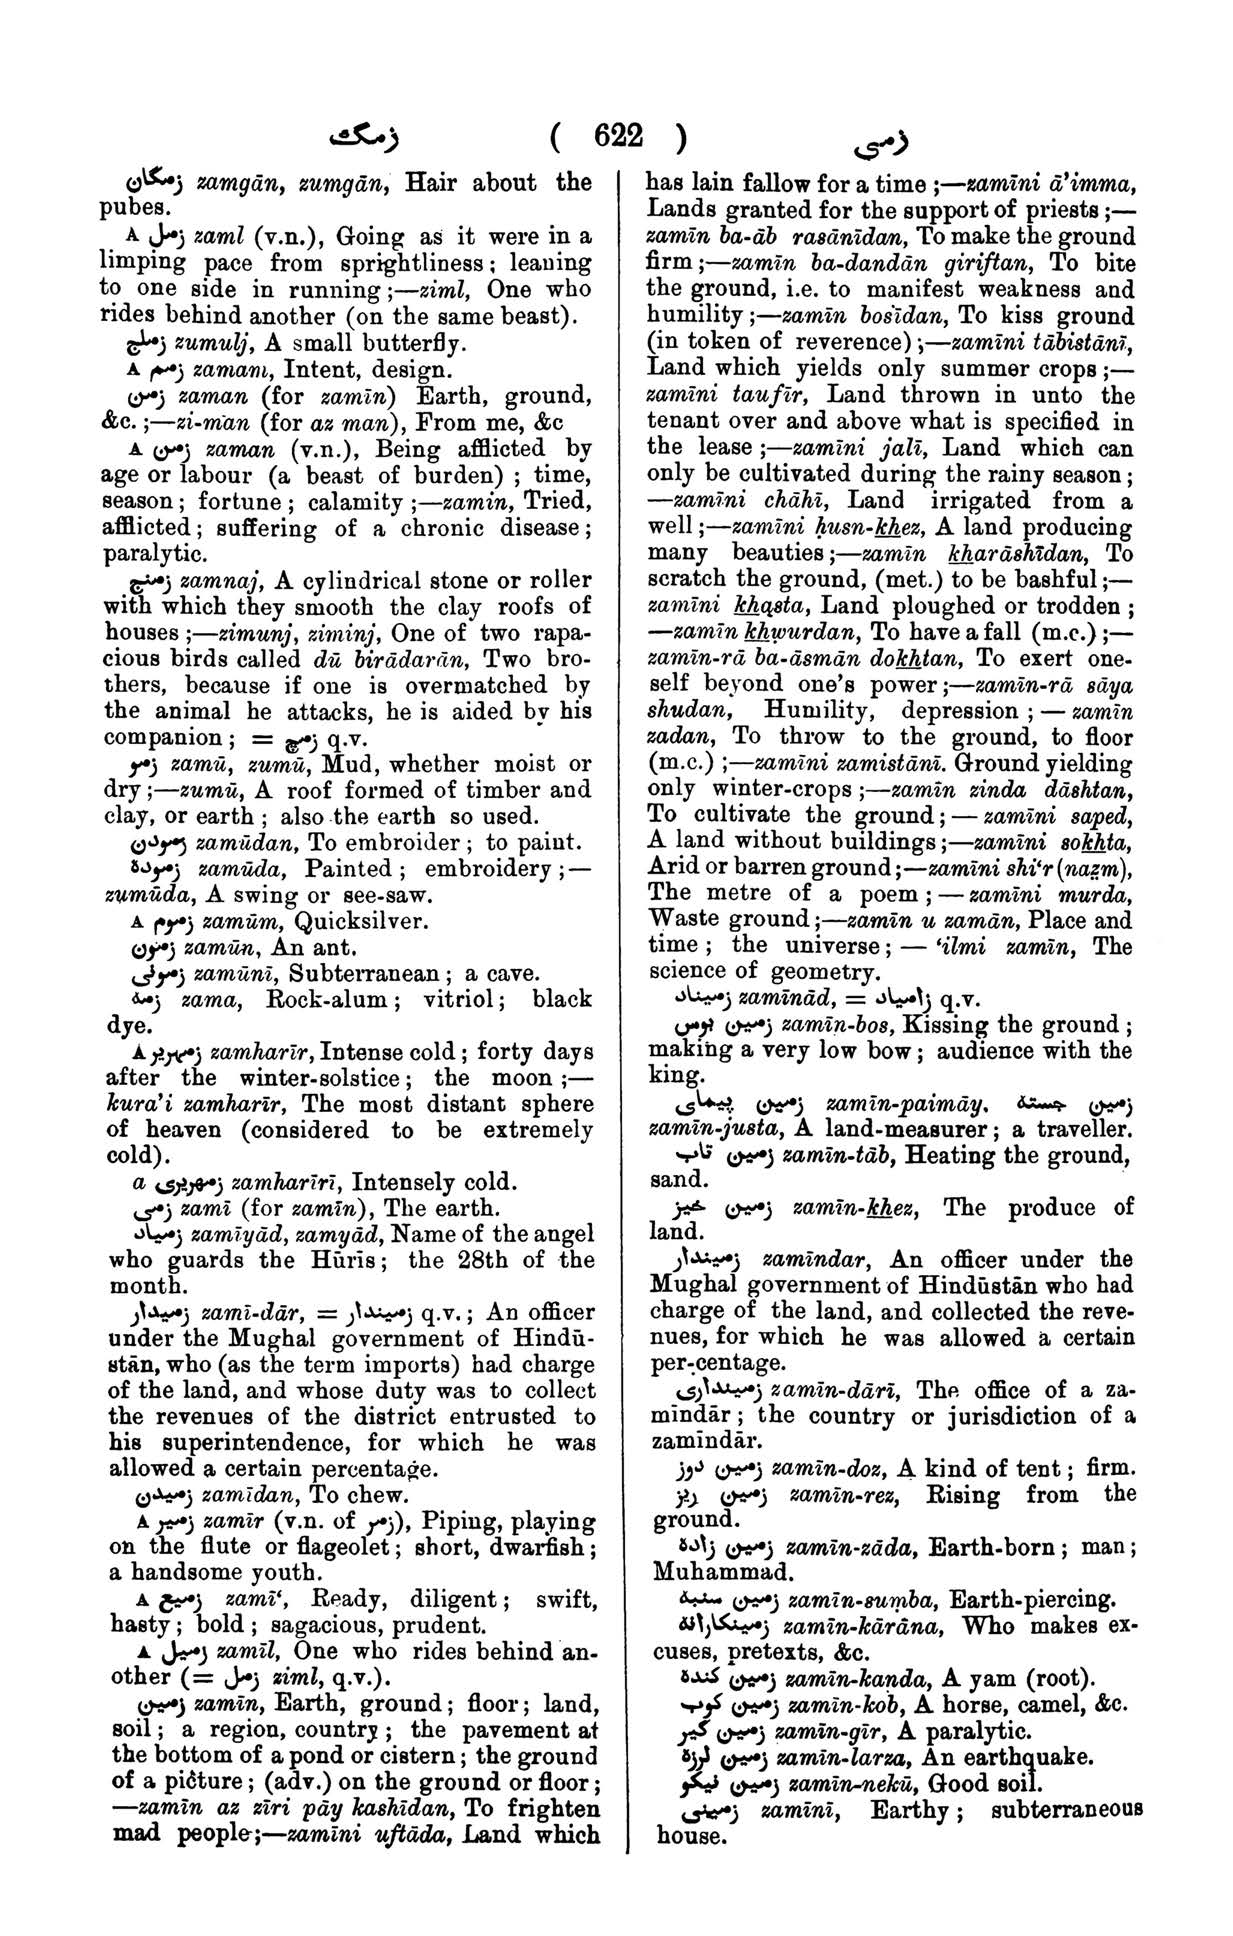 زمگ ( 622 ) زمی
زمگان zamgān, zumgān, Hair about the
pubes.
A زمل zaml (v.n.), Going as it were in a
limping pace from sprightliness; leaning
to one side in running;—ziml, One who
rides behind another (on the same beast).
زملج zumulj, A small butterfly.
A زمم zamam, Intent, design.
زمن zaman (for zamīn) Earth, ground,
&c.;—zi-man (for az man), From me, &c
A زمن zaman (v.n.), Being afflicted by
age or labour (a beast of burden); time,
season; fortune; calamity;—zamin, Tried,
afflicted; suffering of a chronic disease;
paralytic.
زمنج zamnaj, A cylindrical stone or roller
with which they smooth the clay roofs of
houses;—zimunj, ziminj, One of two rapa-
cious birds called dū birādarān, Two bro-
thers, because if one is overmatched by
the animal he attacks, he is aided by his
companion; = زمج q.v.
زمو zamū, zumū, Mud, whether moist or
dry;—zumū, A roof formed of timber and
clay, or earth; also the earth so used.
زمودن zamūdan, To embroider; to paint.
زموده zamūda, Painted; embroidery;—
zumūda, A swing or see-saw.
A زموم zamūm, Quicksilver.
زمون zamūn, An ant.
زمونی zamūnī, Subterranean; a cave.
زمه zama, Rock-alum; vitriol; black
dye.
A زمهرير zamharīr, Intense cold; forty days
after the winter-solstice; the moon;—
kura'i zamharīr, The most distant sphere
of heaven (considered to be extremely
cold).
a زمهريری zamharīrī, Intensely cold.
زمی zamī (for zamīn), The earth.
زمیاد zamīyād, zamyād, Name of the angel
who guards the Hūrīs; the 28th of the
month.
زمیدار zamī-dār, = زمیندار q.v.; An officer
under the Mughal government of Hindū-
stān, who (as the term imports) had charge
of the land, and whose duty was to collect
the revenues of the district entrusted to
his superintendence, for which he was
allowed a certain percentage.
زمیدن zamīdan, To chew.
A زمیر zamīr (v.n. of زمر), Piping, playing
on the flute or flageolet; short, dwarfish;
a handsome youth.
A زمیع zamī‘, Ready, diligent; swift,
hasty; bold; sagacious, prudent.
A زمیل zamīl, One who rides behind an-
other (= زمل ziml, q.v.).
زمین zamīn, Earth, ground; floor; land,
soil; a region, country; the pavement at
the bottom of a pond or cistern; the ground
of a picture; (adv.) on the ground or floor;
—zamīn az zīri pāy kashīdan, To frighten
mad people;—zamīni uftāda, Land which
has lain fallow for a time;—zamīni ā'imma,
Lands granted for the support of priests;—
zamīn ba-āb rasānīdan, To make the ground
firm;—zamīn ba-dandān giriftan, To bite
the ground, i.e. to manifest weakness and
humility;—zamīn bosīdan, To kiss ground
(in token of reverence);—zamīni tābistānī,
Land which yields only summer crops;—
zamīni taufīr, Land thrown in unto the
tenant over and above what is specified in
the lease;—zamīni jalī, Land which can
only be cultivated during the rainy season;
—zamīni chāhī, Land irrigated from a
well;—zamīni ḥusn-khez, A land producing
many beauties;—zamīn kharāshīdan, To
scratch the ground, (met.) to be bashful;—
zamīni khasta, Land ploughed or trodden;
—zamīn khẉurdan, To have a fall (m.c.);—
zamīn-rā ba-āsmān dokhtan, To exert one-
self beyond one's power;—zamīn-rā sāya
shudan, Humility, depression;—zamīn
zadan, To throw to the ground, to floor
(m.c.);—zamīni zamistānī. Ground yielding
only winter-crops;—zamīn zinda dāshtan,
To cultivate the ground;—zamīni saped,
A land without buildings;—zamīni sokhta,
Arid or barren ground;—zamīni shi‘r (naẓm),
The metre of a poem;—zamīni murda,
Waste ground;—zamīn u zamān, Place and
time; the universe;—‘ilmi zamīn, The
science of geometry.
زمیناد zamīnād, = زامیاد q.v.
زمین بوس zamīn-bos, Kissing the ground;
making a very low bow; audience with the
king.
زمین پیمای zamīn-paimāy. زمین جسته
zamīn-justa, A land-measurer; a traveller.
زمین تاب zamīn-tāb, Heating the ground,
sand.
زمین خیز zamīn-khez, The produce of
land.
زمیندار zamīndar, An officer under the
Mughal government of Hindūstān who had
charge of the land, and collected the reve-
nues, for which he was allowed a certain
per-centage.
زمینداری zamīn-dārī, The office of a za-
mīndār; the country or jurisdiction of a
zamīndār.
زمین دوز zamīn-doz, A kind of tent; firm.
زمین ریز zamīn-rez, Rising from the
ground.
زمین زاده zamīn-zāda, Earth-born; man;
Muhammad.
زمین سنبه zamīn-suṃba, Earth-piercing.
زمینکارانه zamīn-kārāna, Who makes ex-
cuses, pretexts, &c.
زمین کنده zamīn-kanda, A yam (root).
زمین کوب zamīn-kob, A horse, camel, &c.
زمین گیر zamīn-gīr, A paralytic.
زمین لرزه zamīn-larza, An earthquake.
زمین نیکو zamīn-nekū, Good soil.
زمینی zamīnī, Earthy; subterraneous
house.